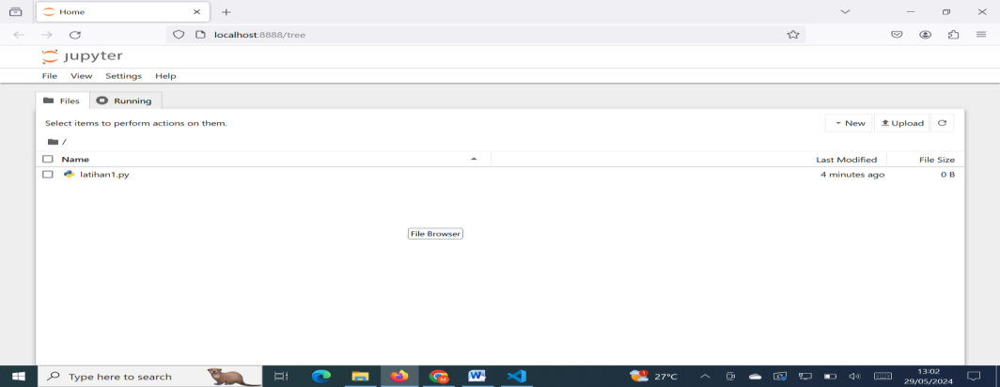 Home
localhost:8888/tree
jupyter
File View Settings Help
Files Running
Select items to perform actions on them.
New Upload
/
Name Last Modified File Size
latihan1.py 4 minutes ago 0 B
File Browser
Type here to search
27°C
13:02
29/05/2024